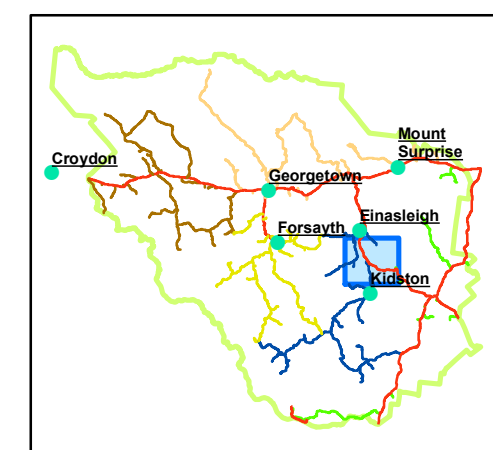 Mount
Surprise
Croydon
Georgetown
Einasleigh
Forsayth
Kidston